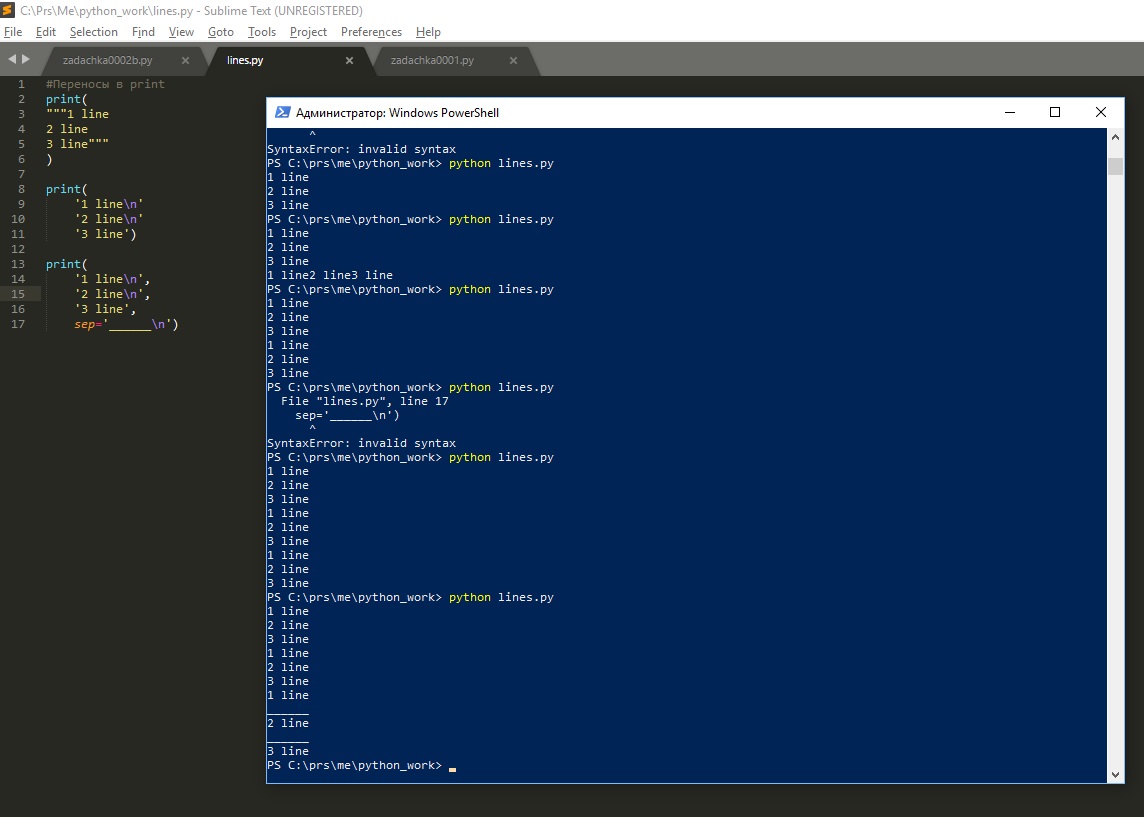 C:\Prs\Me\python_work\lines.py - Sublime Text (UNREGISTERED)
File Edit Selection Find View Goto Tools Project Preferences Help
zadachka0002b.py × lines.py × zadachka0001.py ×
1 #Переносы в print
2 print(
3 """1 line
4 2 line
5 3 line"""
6 )
7
8 print(
9 '1 line\n'
10 '2 line\n'
11 '3 line')
12
13 print(
14 '1 line\n',
15 '2 line\n',
16 '3 line',
17 sep='______\n')
Администратор: Windows PowerShell
^
SyntaxError: invalid syntax
PS C:\prs\me\python_work> python lines.py
1 line
2 line
3 line
PS C:\prs\me\python_work> python lines.py
1 line
2 line
3 line
1 line2 line3 line
PS C:\prs\me\python_work> python lines.py
1 line
2 line
3 line
1 line
2 line
3 line
PS C:\prs\me\python_work> python lines.py
File "lines.py", line 17
sep='______\n')
^
SyntaxError: invalid syntax
PS C:\prs\me\python_work> python lines.py
1 line
2 line
3 line
1 line
2 line
3 line
1 line
2 line
3 line
PS C:\prs\me\python_work> python lines.py
1 line
2 line
3 line
1 line
2 line
3 line
1 line
______
2 line
______
3 line
PS C:\prs\me\python_work>